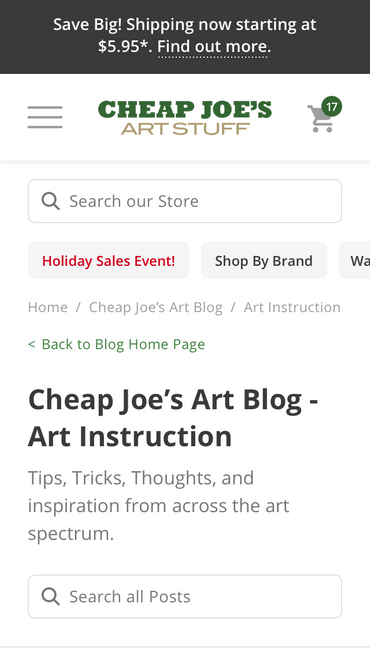 Save Big! Shipping now starting at
$5.95*. Find out more.
CHEAP JOE'S
ART STUFF
17
Search our Store
Holiday Sales Event!
Shop By Brand
Wa
Home / Cheap Joe’s Art Blog / Art Instruction
< Back to Blog Home Page
Cheap Joe’s Art Blog -
Art Instruction
Tips, Tricks, Thoughts, and
inspiration from across the art
spectrum.
Search all Posts